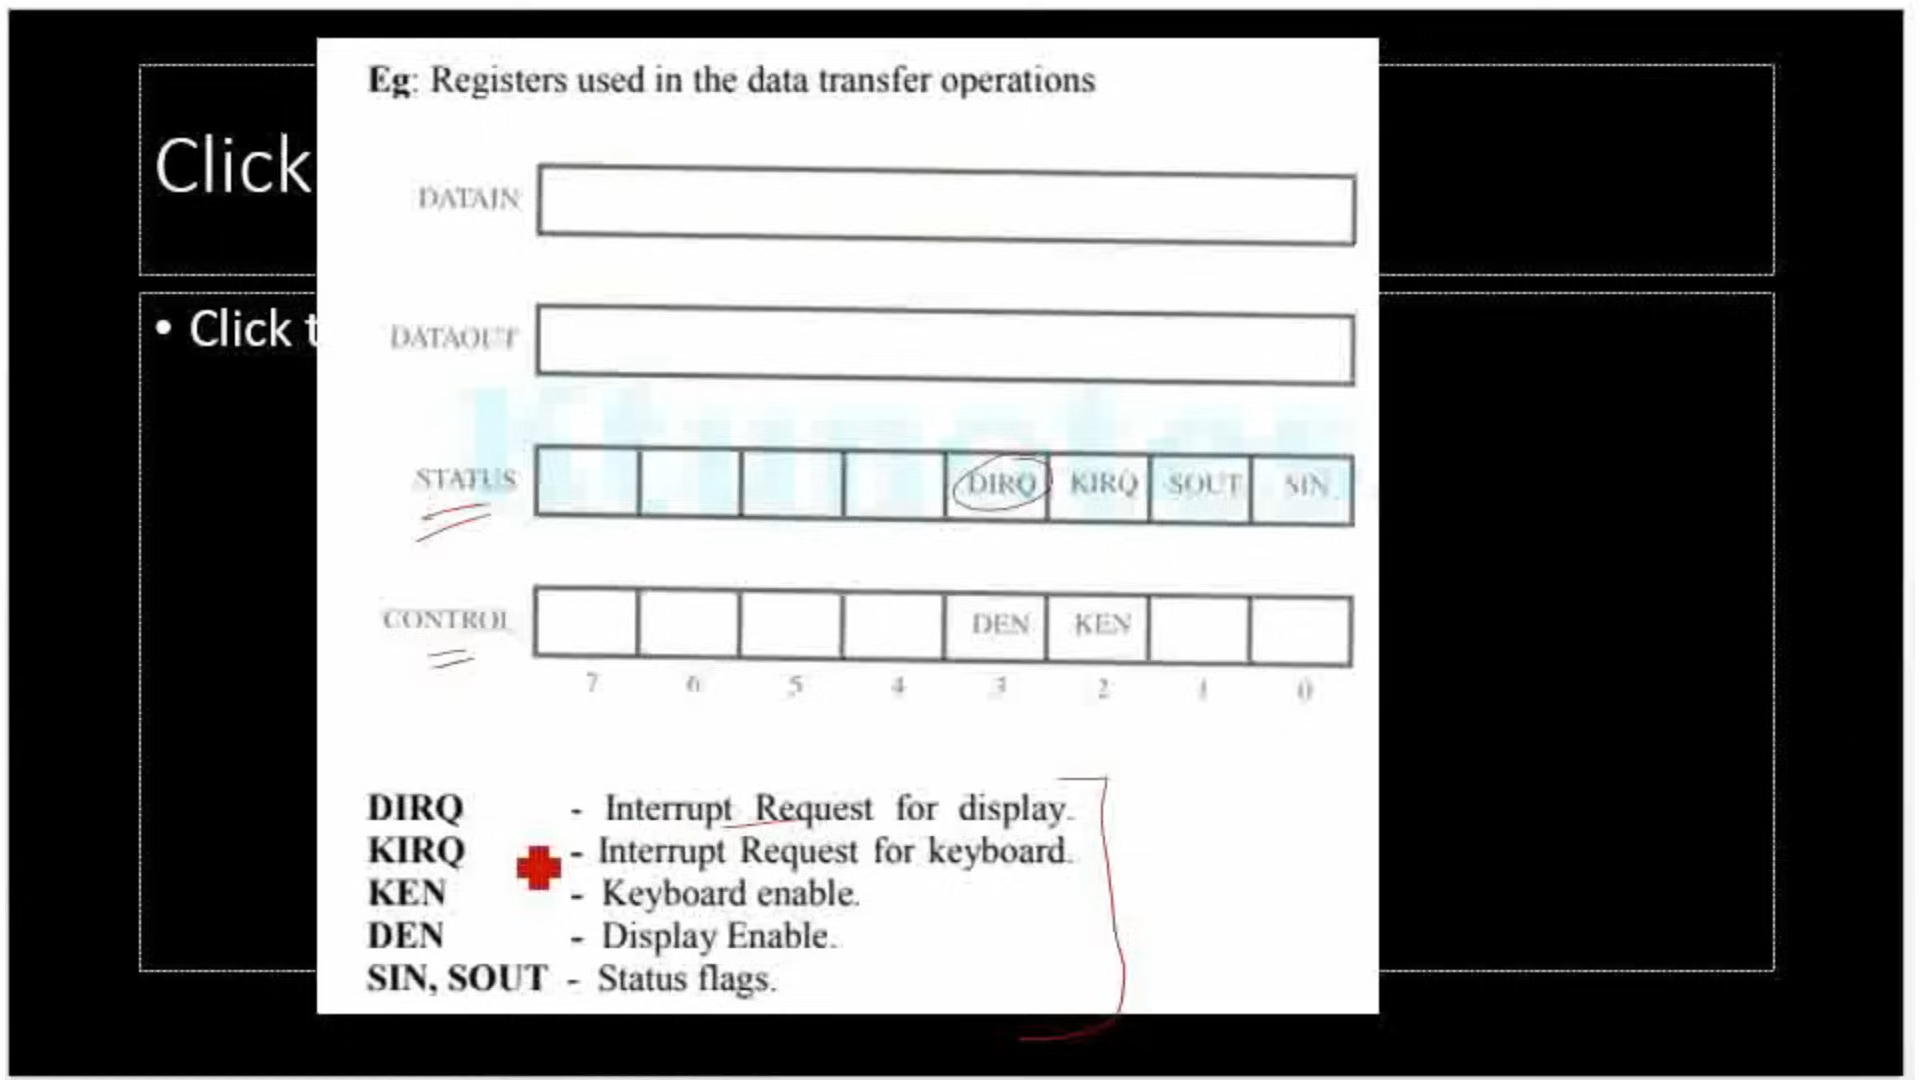 Eg: Registers used in the data transfer operations
Click
DATAIN
• Click t
DATAOUT
Ktunotes
STATUS DIRQ KIRQ SOUT SIN
CONTROL DEN KEN
7 6 5 4 3 2 1 0
DIRQ - Interrupt Request for display.
KIRQ - Interrupt Request for keyboard.
KEN - Keyboard enable.
DEN - Display Enable.
SIN, SOUT - Status flags.